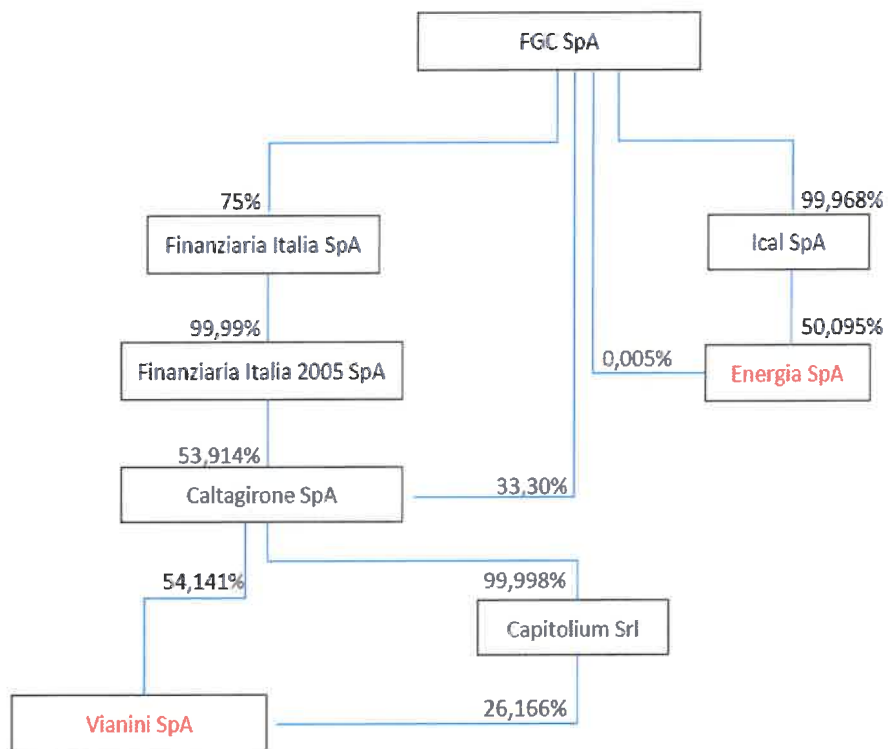 FGC SpA
75%
99,968%
Finanziaria Italia SpA
Ical SpA
99,99%
50,095%
Finanziaria Italia 2005 SpA
0,005%
Energia SpA
53,914%
Caltagirone SpA
33,30%
54,141%
99,998%
Capitolium Srl
Vianini SpA
26,166%